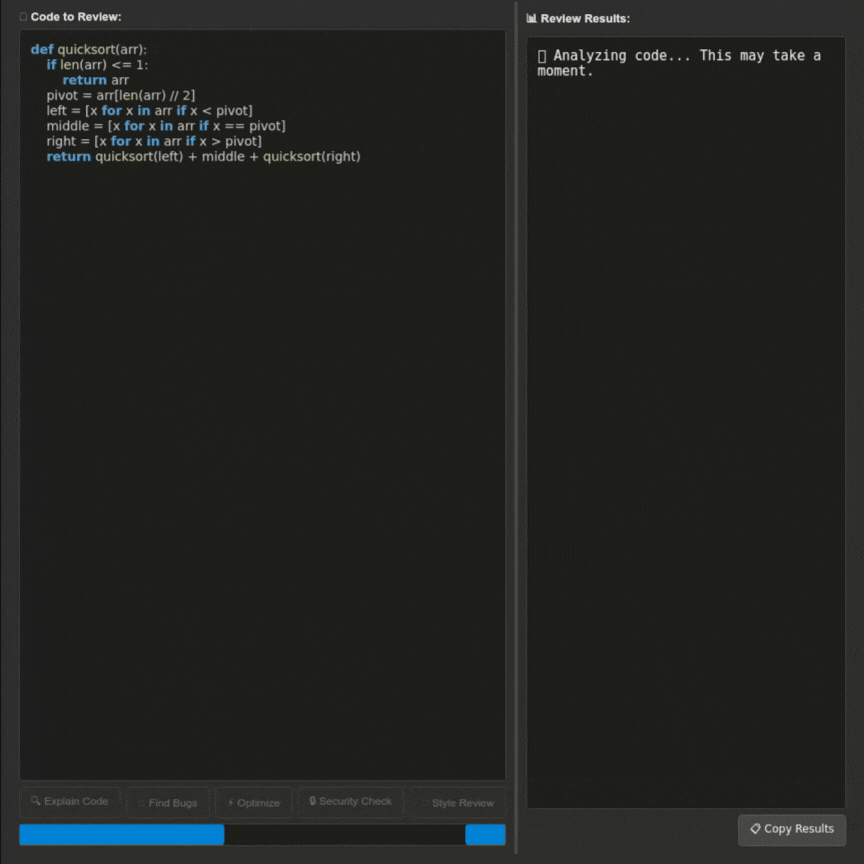 Code to Review:
def quicksort(arr):
    if len(arr) <= 1:
        return arr
    pivot = arr[len(arr) // 2]
    left = [x for x in arr if x < pivot]
    middle = [x for x in arr if x == pivot]
    right = [x for x in arr if x > pivot]
    return quicksort(left) + middle + quicksort(right)
Explain Code
Find Bugs
Optimize
Security Check
Style Review
Review Results:
Analyzing code... This may take a
moment.
Copy Results